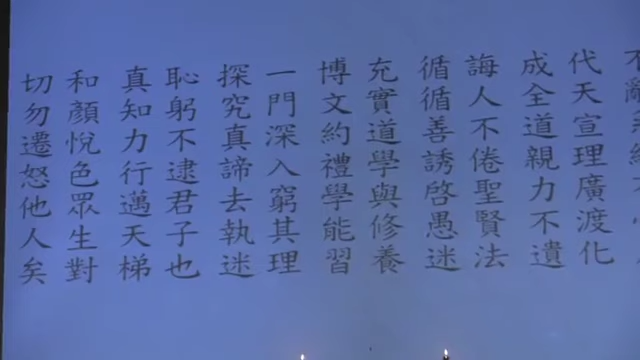 代天宣理廣渡化
成全道親力不遺
誨人不倦聖賢法
循循善誘啓愚迷
充實道學與修養
博文約禮學能習
一門深入窮其理
探究真諦去執迷
恥躬不逮君子也
真知力行邁天梯
和顏悅色眾生對
切勿遷怒他人矣